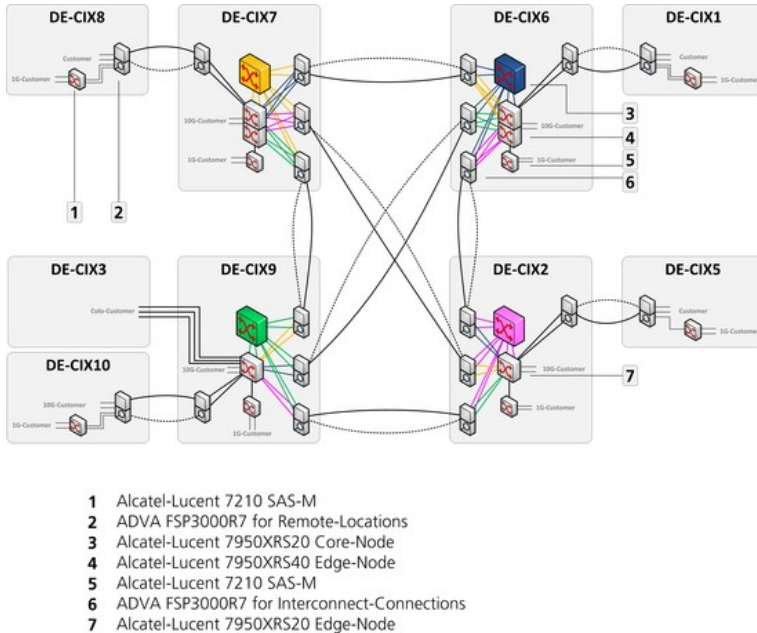 DE-CIX8
DE-CIX7
DE-CIX6
DE-CIX1
Customer
1G-Customer
10G-Customer
1G-Customer
10G-Customer
1G-Customer
Customer
1G-Customer
3
4
5
6
1
2
DE-CIX3
DE-CIX9
DE-CIX2
DE-CIX5
Colo-Customer
Customer
1G-Customer
DE-CIX10
10G-Customer
10G-Customer
7
10G-Customer
1G-Customer
1G-Customer
1G-Customer
1 Alcatel-Lucent 7210 SAS-M
2 ADVA FSP3000R7 for Remote-Locations
3 Alcatel-Lucent 7950XRS20 Core-Node
4 Alcatel-Lucent 7950XRS40 Edge-Node
5 Alcatel-Lucent 7210 SAS-M
6 ADVA FSP3000R7 for Interconnect-Connections
7 Alcatel-Lucent 7950XRS20 Edge-Node